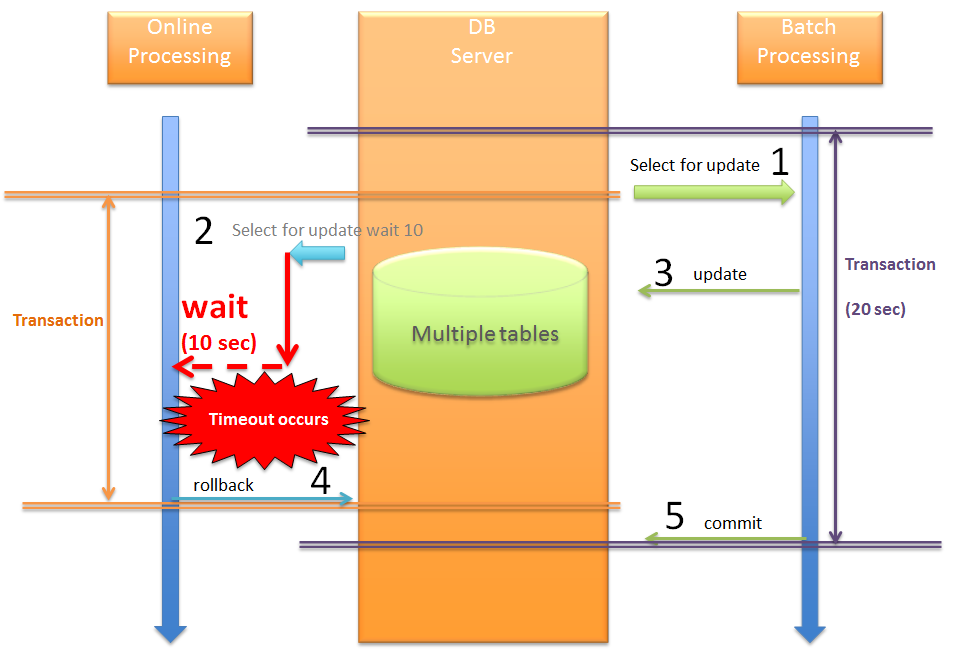 Online
Processing
DB
Server
Batch
Processing
Select for update 1
2 Select for update wait 10
3 update
Transaction
(20 sec)
wait
(10 sec)
Transaction
Multiple tables
Timeout occurs
rollback 4
5 commit